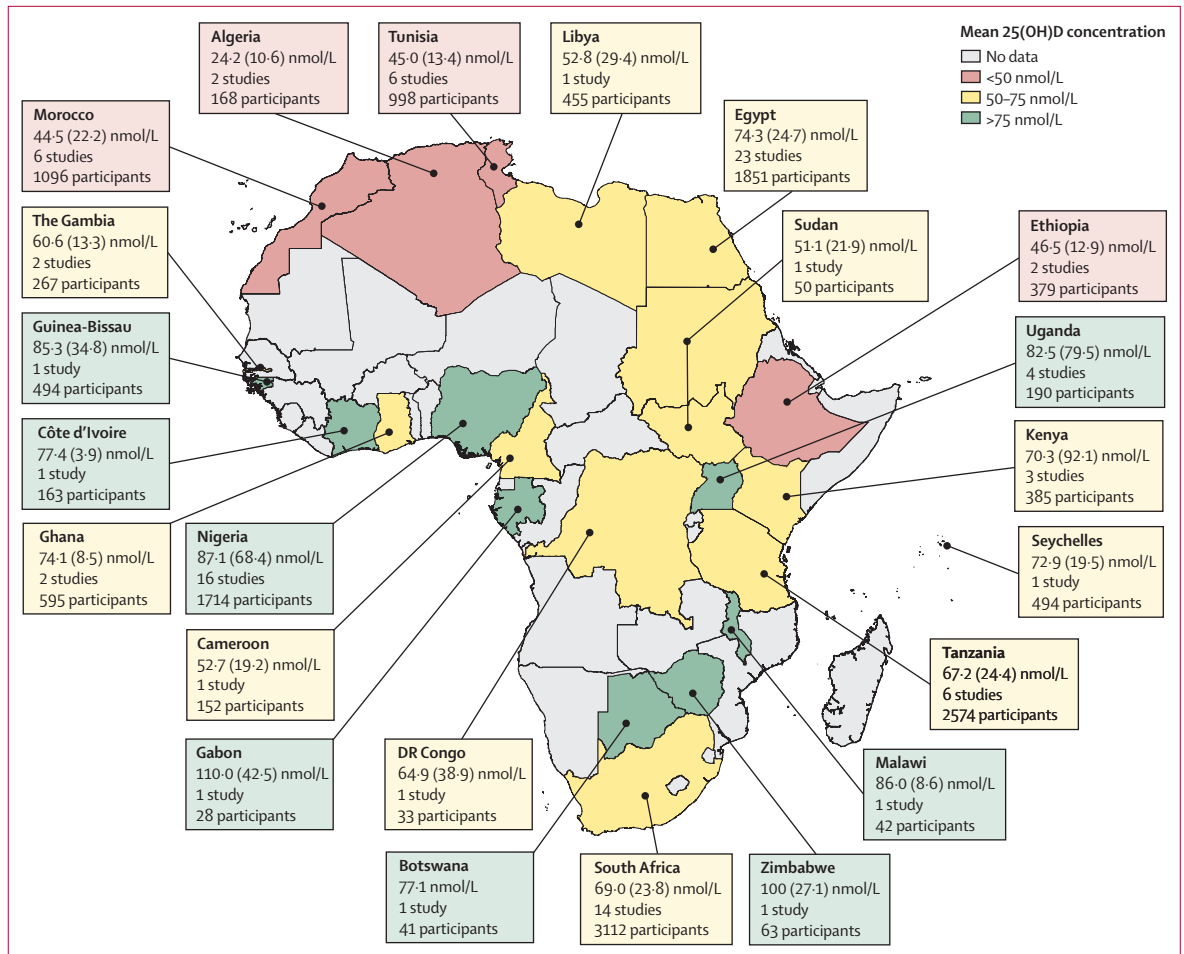 Algeria
24·2 (10·6) nmol/L
2 studies
168 participants
Tunisia
45·0 (13·4) nmol/L
6 studies
998 participants
Libya
52·8 (29·4) nmol/L
1 study
455 participants
Mean 25(OH)D concentration
No data
<50 nmol/L
50–75 nmol/L
>75 nmol/L
Morocco
44·5 (22·2) nmol/L
6 studies
1096 participants
Egypt
74·3 (24·7) nmol/L
23 studies
1851 participants
The Gambia
60·6 (13·3) nmol/L
2 studies
267 participants
Sudan
51·1 (21·9) nmol/L
1 study
50 participants
Ethiopia
46·5 (12·9) nmol/L
2 studies
379 participants
Guinea-Bissau
85·3 (34·8) nmol/L
1 study
494 participants
Uganda
82·5 (79·5) nmol/L
4 studies
190 participants
Côte d'Ivoire
77·4 (3·9) nmol/L
1 study
163 participants
Kenya
70·3 (92·1) nmol/L
3 studies
385 participants
Ghana
74·1 (8·5) nmol/L
2 studies
595 participants
Nigeria
87·1 (68·4) nmol/L
16 studies
1714 participants
Seychelles
72·9 (19·5) nmol/L
1 study
494 participants
Cameroon
52·7 (19·2) nmol/L
1 study
152 participants
Tanzania
67·2 (24·4) nmol/L
6 studies
2574 participants
Gabon
110·0 (42·5) nmol/L
1 study
28 participants
DR Congo
64·9 (38·9) nmol/L
1 study
33 participants
Malawi
86·0 (8·6) nmol/L
1 study
42 participants
Botswana
77·1 nmol/L
1 study
41 participants
South Africa
69·0 (23·8) nmol/L
14 studies
3112 participants
Zimbabwe
100 (27·1) nmol/L
1 study
63 participants